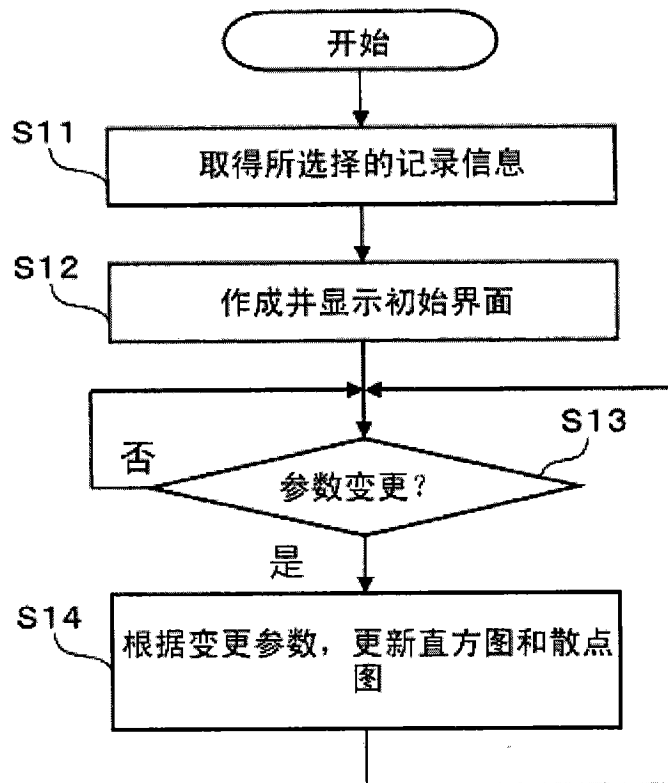 开始
S11
取得所选择的记录信息
S12
作成并显示初始界面
S13
否
参数变更?
是
S14
根据变更参数，更新直方图和散点
图